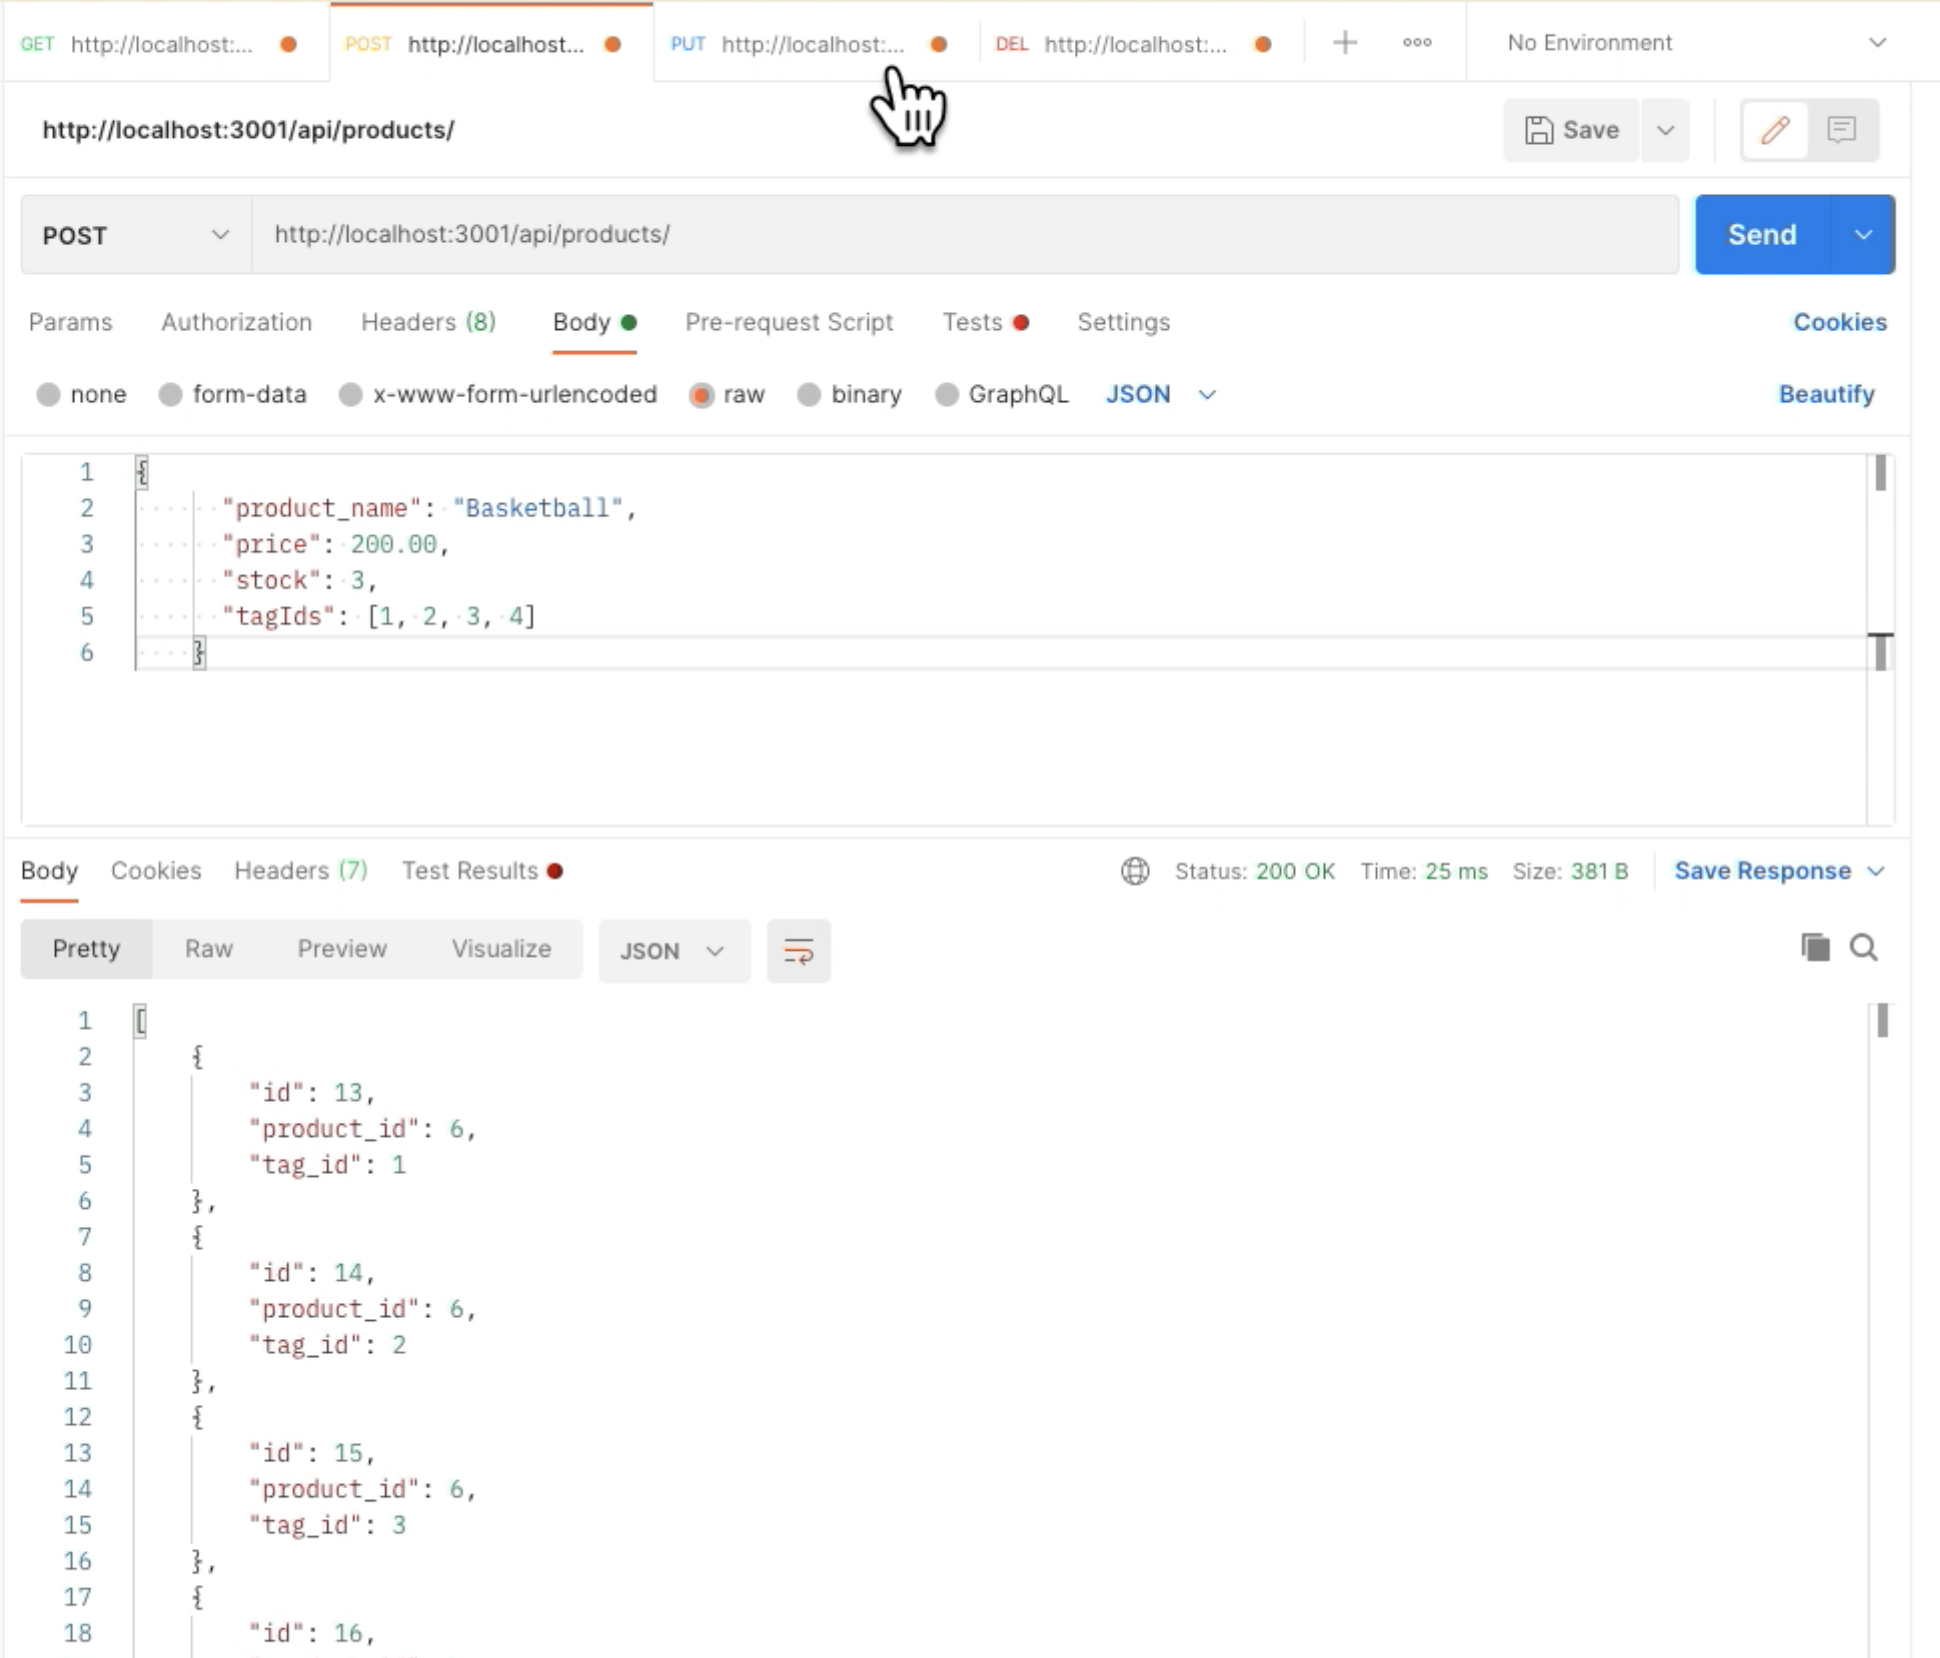 GET http://localhost:... POST http://localhost... PUT http://localhost:... DEL http://localhost:... No Environment
http://localhost:3001/api/products/ Save
POST http://localhost:3001/api/products/ Send
Params Authorization Headers (8) Body Pre-request Script Tests Settings Cookies
none form-data x-www-form-urlencoded raw binary GraphQL JSON Beautify
1 {
2 "product_name": "Basketball",
3 "price": 200.00,
4 "stock": 3,
5 "tagIds": [1, 2, 3, 4]
6 }
Body Cookies Headers (7) Test Results Status: 200 OK Time: 25 ms Size: 381 B Save Response
Pretty Raw Preview Visualize JSON
1 [
2 {
3 "id": 13,
4 "product_id": 6,
5 "tag_id": 1
6 },
7 {
8 "id": 14,
9 "product_id": 6,
10 "tag_id": 2
11 },
12 {
13 "id": 15,
14 "product_id": 6,
15 "tag_id": 3
16 },
17 {
18 "id": 16,